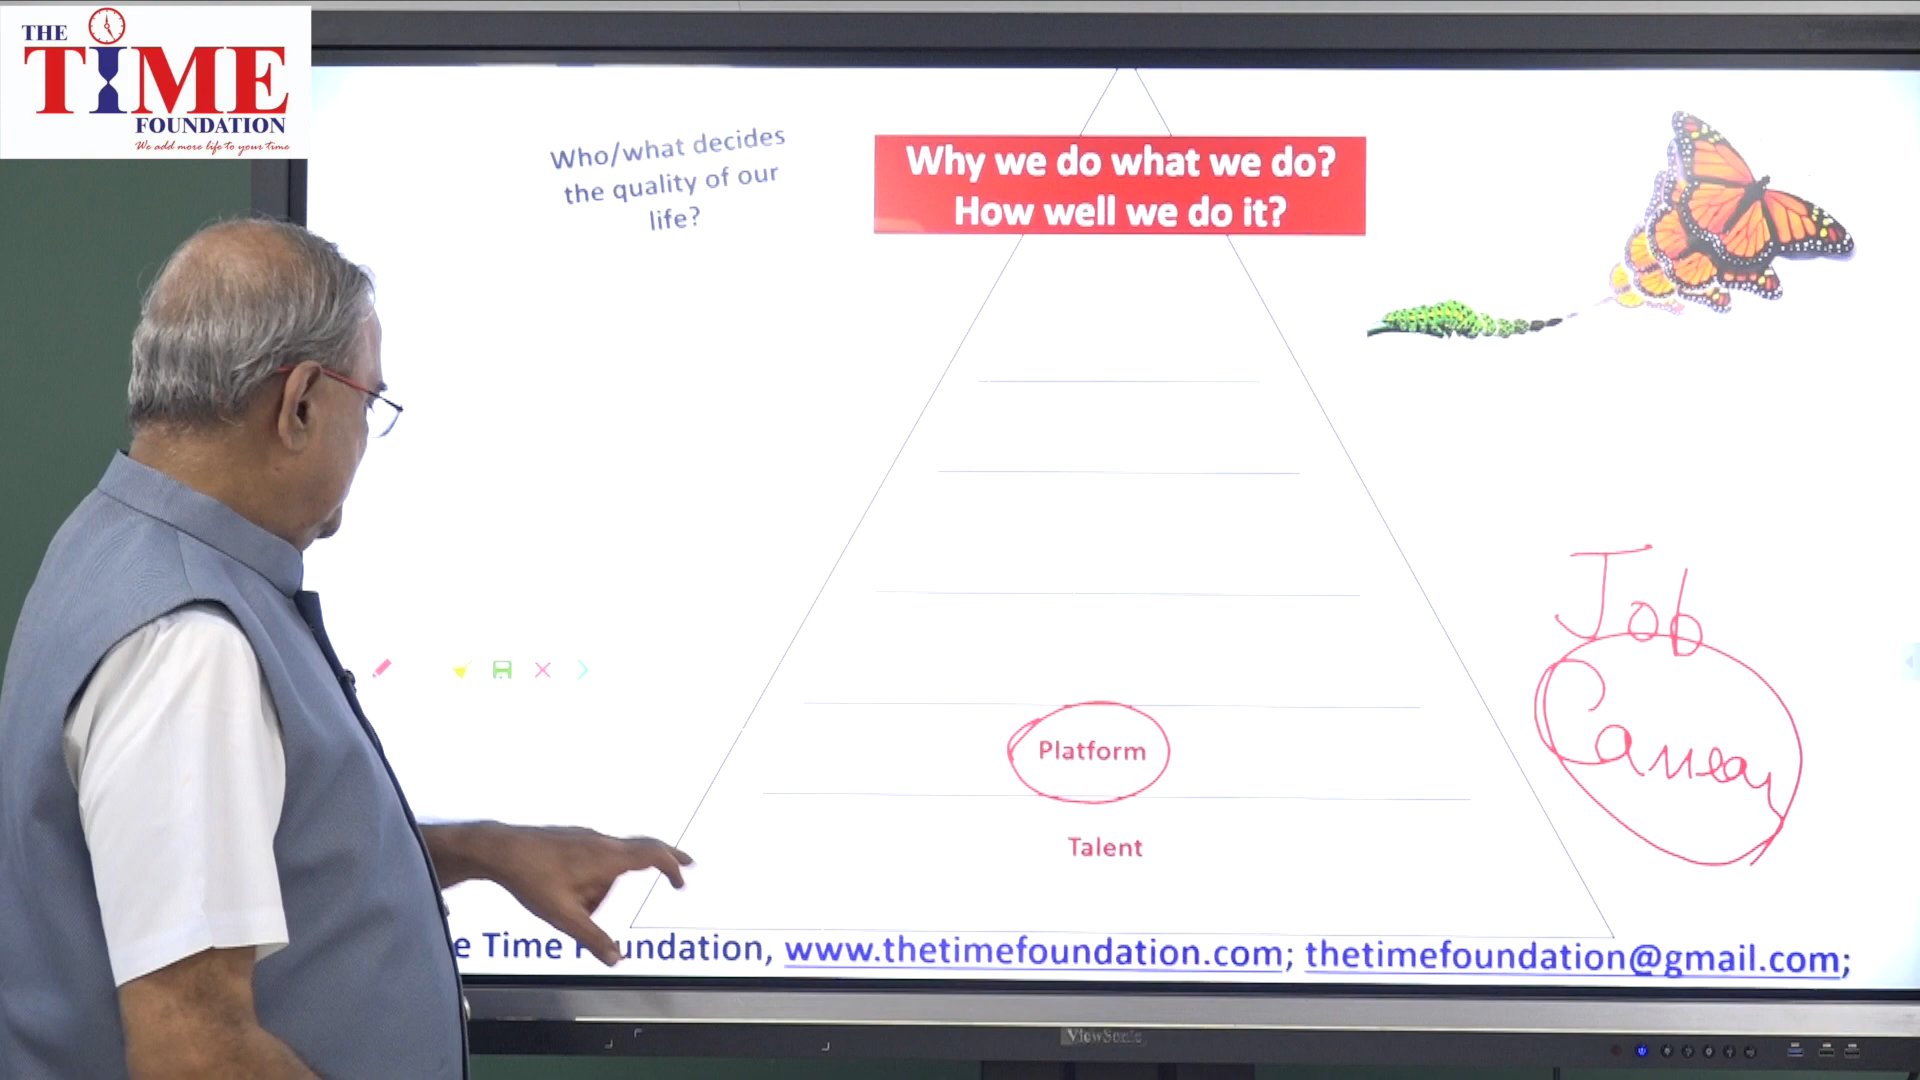 THE
TIME
FOUNDATION
We add more life to your time
Who/what decides
the quality of our
life?
Why we do what we do?
How well we do it?
Job
Platform
Talent
e Time F undation, www.thetimefoundation.com; thetimefoundation@gmail.com;
ViewSonic